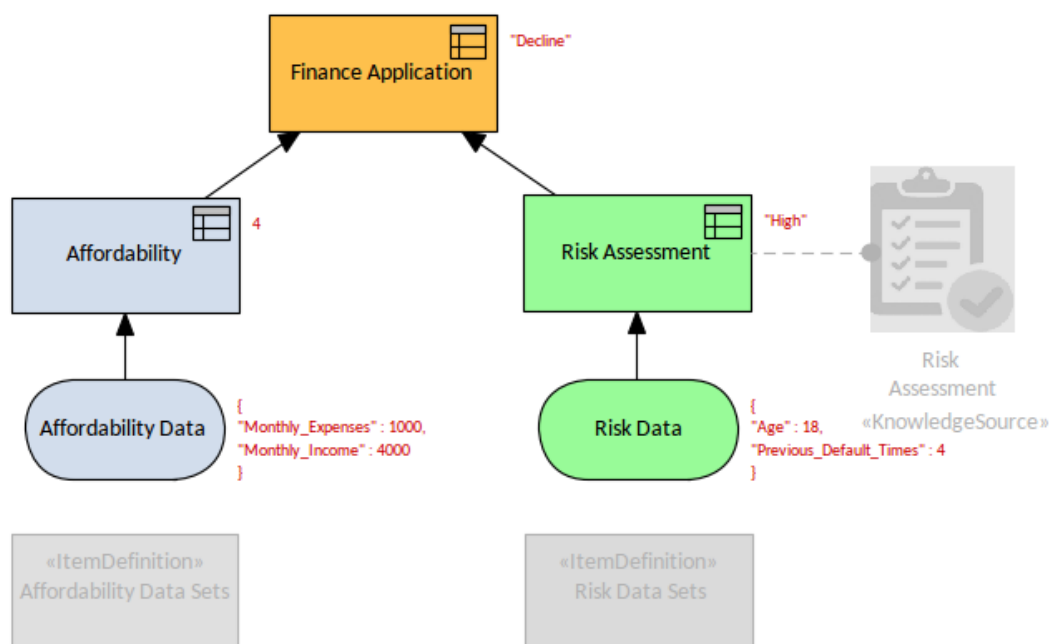 "Decline"
Finance Application
4
Affordability
"High"
Risk Assessment
Risk
Assessment
«KnowledgeSource»
Affordability Data
{
"Monthly_Expenses" : 1000,
"Monthly_Income" : 4000
}
Risk Data
{
"Age" : 18,
"Previous_Default_Times" : 4
}
«ItemDefinition»
Affordability Data Sets
«ItemDefinition»
Risk Data Sets